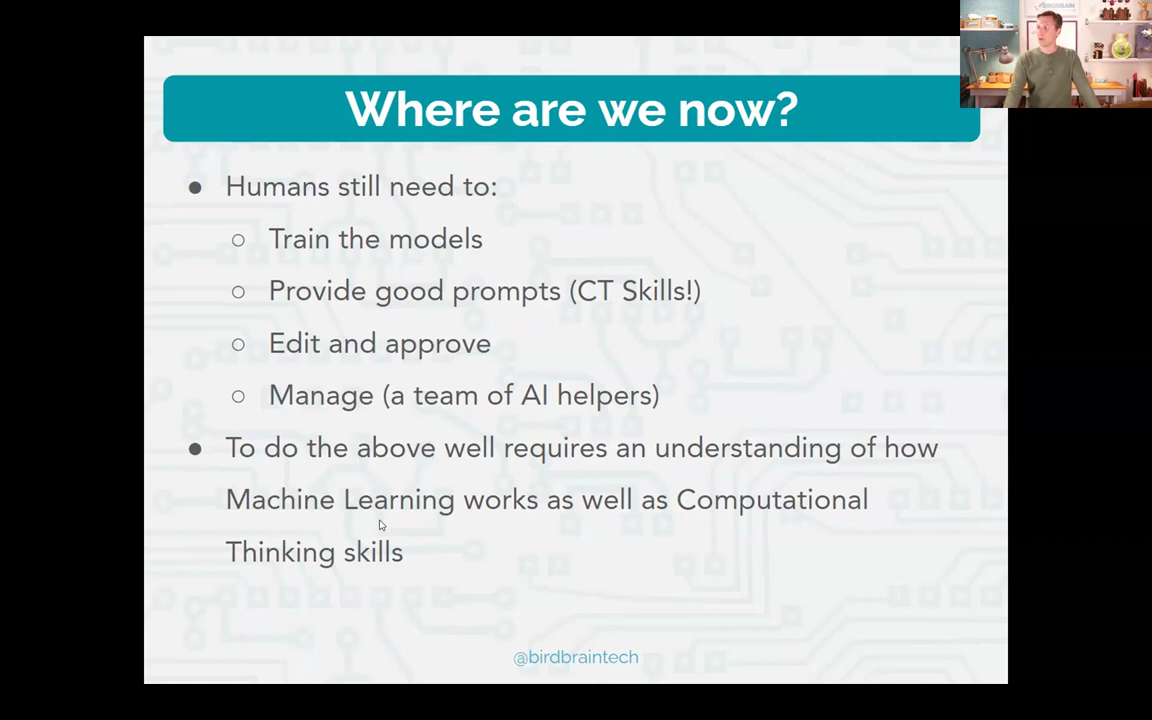 Where are we now?
● Humans still need to:
○ Train the models
○ Provide good prompts (CT Skills!)
○ Edit and approve
○ Manage (a team of AI helpers)
● To do the above well requires an understanding of how
Machine Learning works as well as Computational
Thinking skills
@birdbraintech